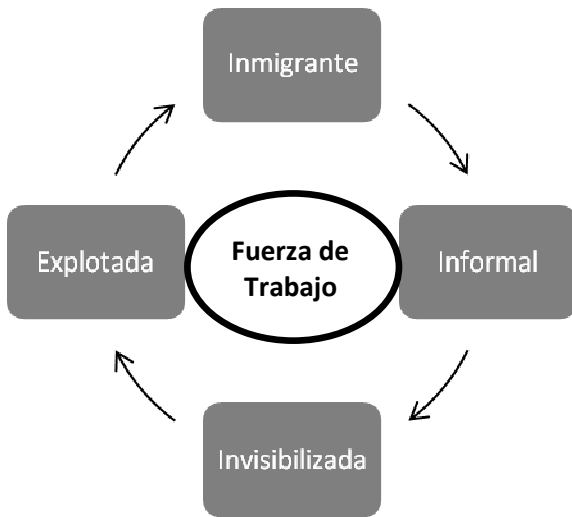 Inmigrante
Explotada
Fuerza de
Trabajo
Informal
Invisibilizada